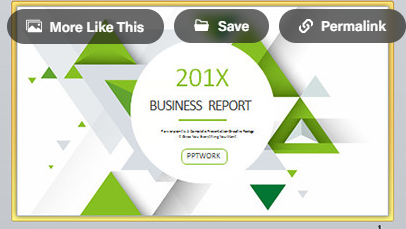 More Like This
Save
Permalink
201X
BUSINESS REPORT
PPTWORK